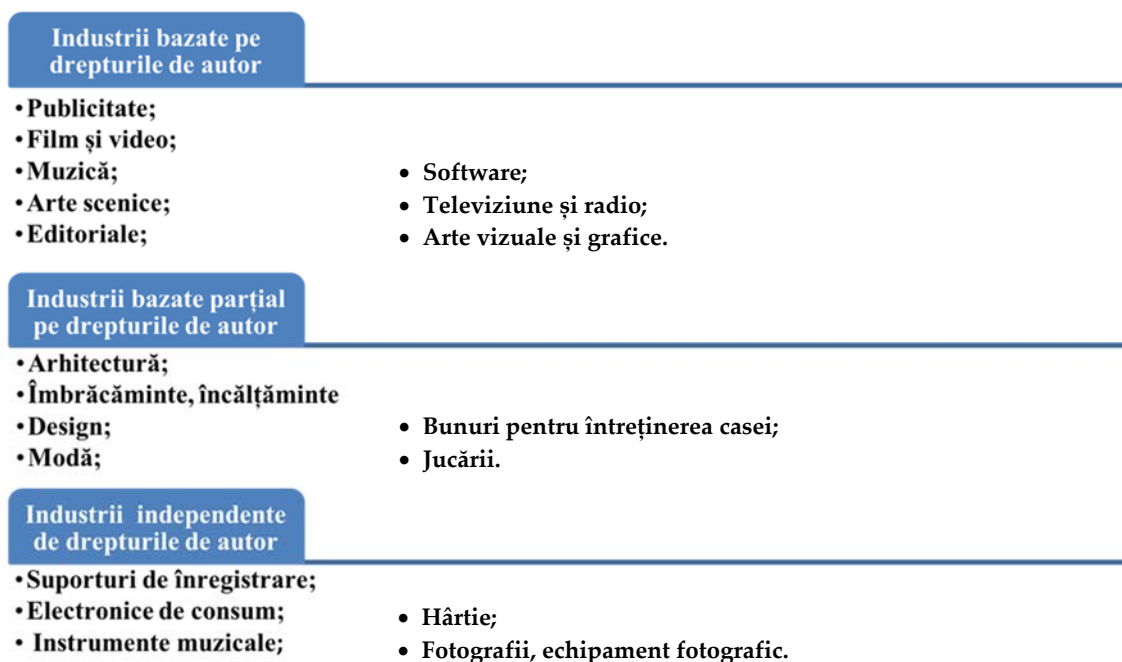 Industrii bazate pe
drepturile de autor
•Publicitate;
•Film și video;
•Muzică;
•Arte scenice;
•Editoriale;
• Software;
• Televiziune și radio;
• Arte vizuale și grafice.
Industrii bazate parțial
pe drepturile de autor
•Arhitectură;
•Îmbrăcăminte, încălțăminte
•Design;
•Modă;
• Bunuri pentru întreținerea casei;
• Jucării.
Industrii independente
de drepturile de autor
•Suporturi de înregistrare;
•Electronice de consum;
• Instrumente muzicale;
• Hârtie;
• Fotografii, echipament fotografic.